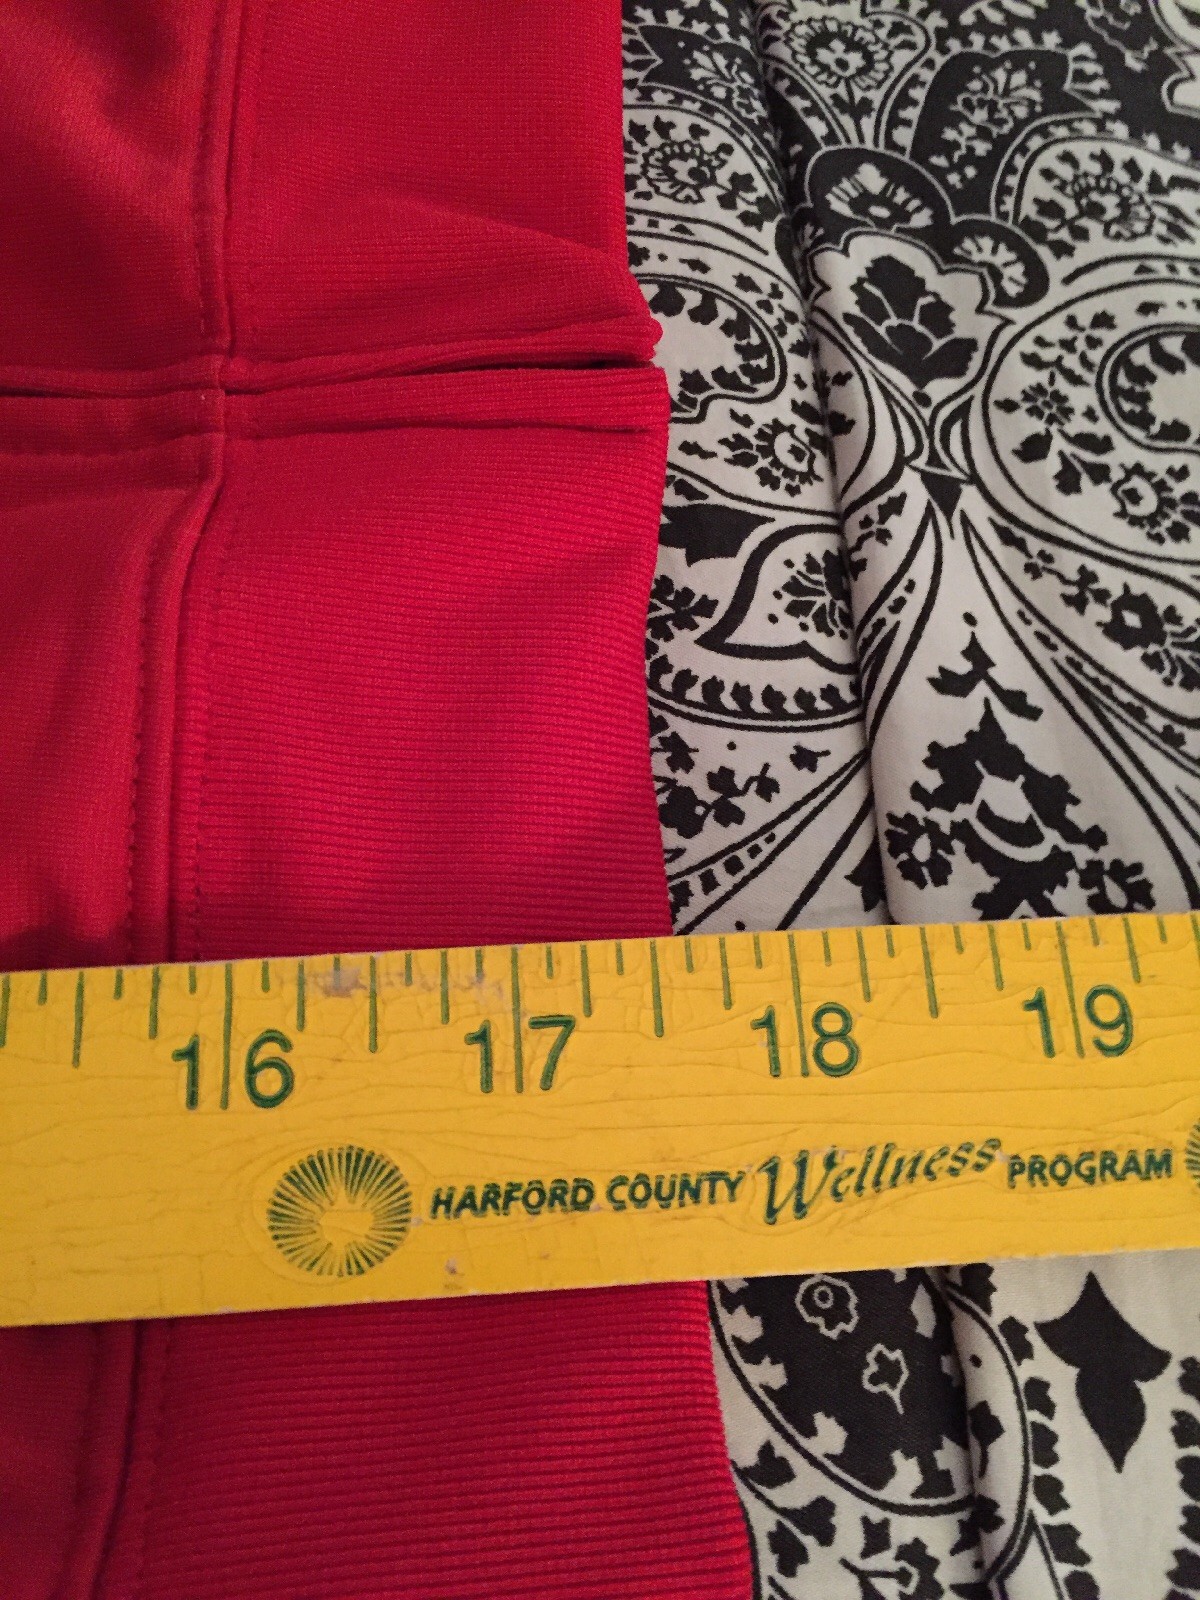 16 17 18 19
HARFORD COUNTY Wellness PROGRAM